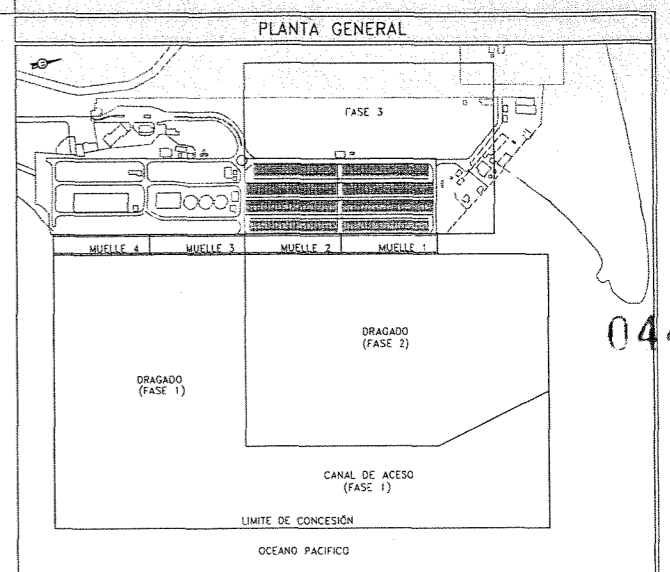 PLANTA GENERAL
FASE 3
MUELLE 4
MUELLE 3
MUELLE 2
MUELLE 1
DRAGADO
(FASE 2)
DRAGADO
(FASE 1)
CANAL DE ACESO
(FASE 1)
LIMITE DE CONCESIÓN
OCEANO PACIFICO